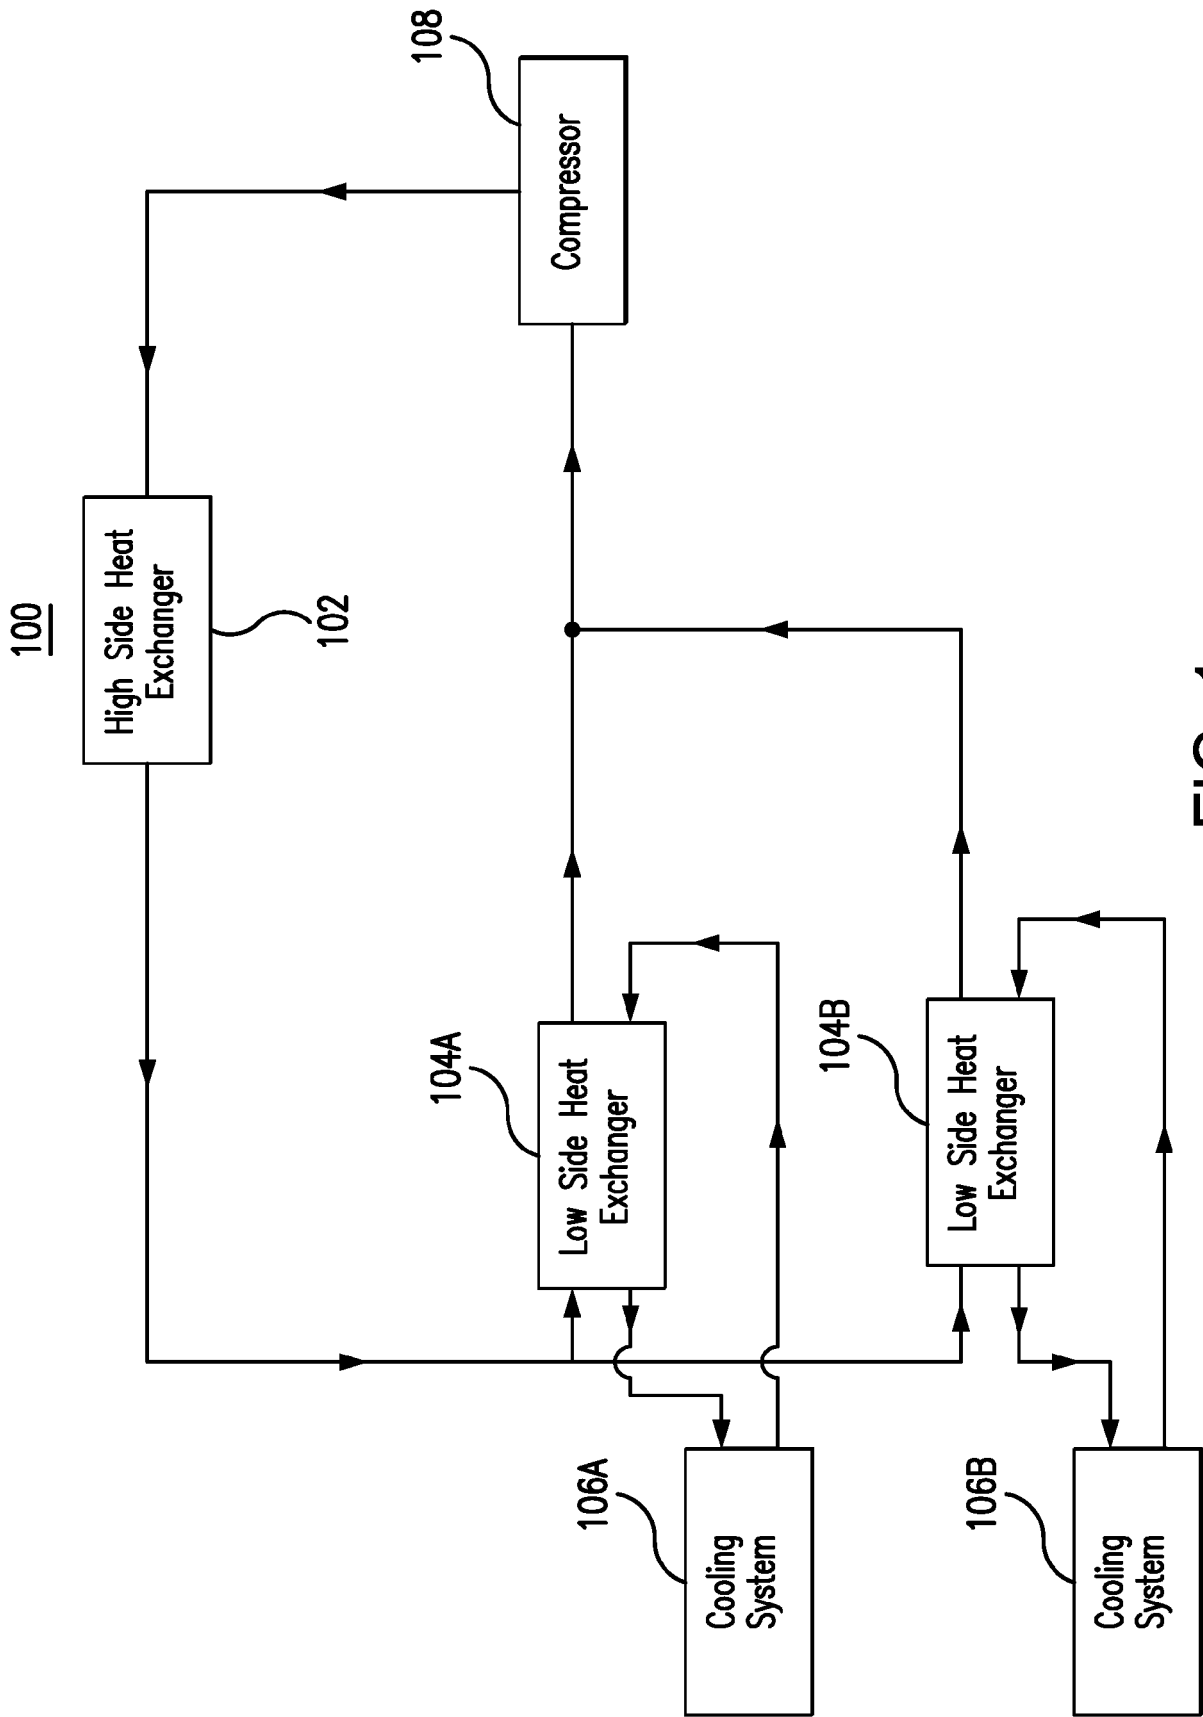 100
High Side Heat
Exchanger
102
108
Compressor
104A
Low Side Heat
Exchanger
106A
Cooling
System
104B
Low Side Heat
Exchanger
106B
Cooling
System